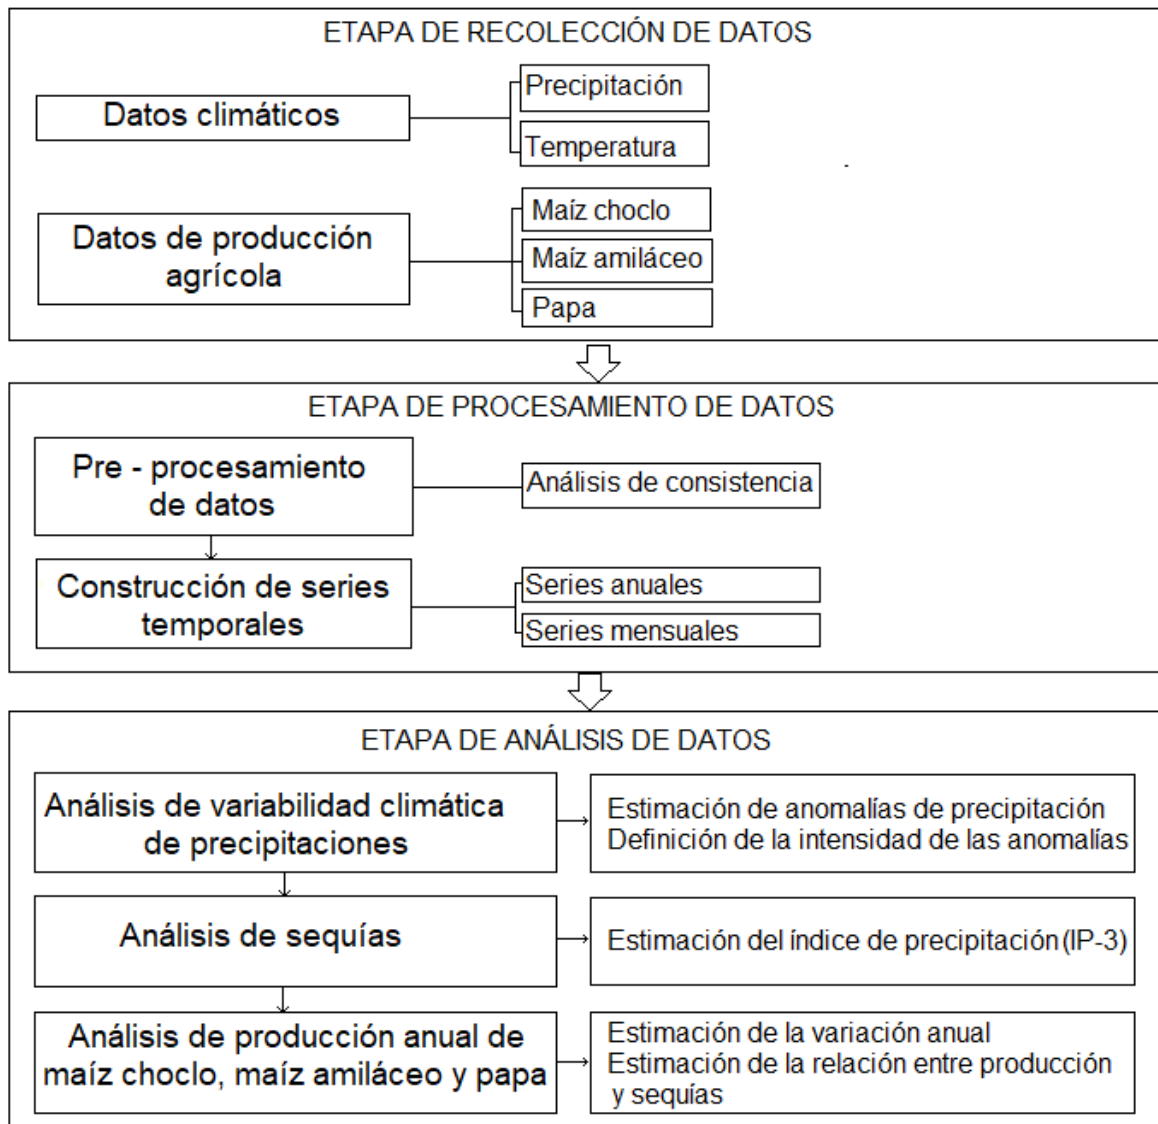 ETAPA DE RECOLECCIÓN DE DATOS
Datos climáticos
Precipitación
Temperatura
Datos de producción
agrícola
Maíz choclo
Maíz amiláceo
Papa
ETAPA DE PROCESAMIENTO DE DATOS
Pre - procesamiento
de datos
Análisis de consistencia
Construcción de series
temporales
Series anuales
Series mensuales
ETAPA DE ANÁLISIS DE DATOS
Análisis de variabilidad climática
de precipitaciones
Estimación de anomalías de precipitación
Definición de la intensidad de las anomalías
Análisis de sequías
Estimación del índice de precipitación (IP-3)
Análisis de producción anual de
maíz choclo, maíz amiláceo y papa
Estimación de la variación anual
Estimación de la relación entre producción
y sequías